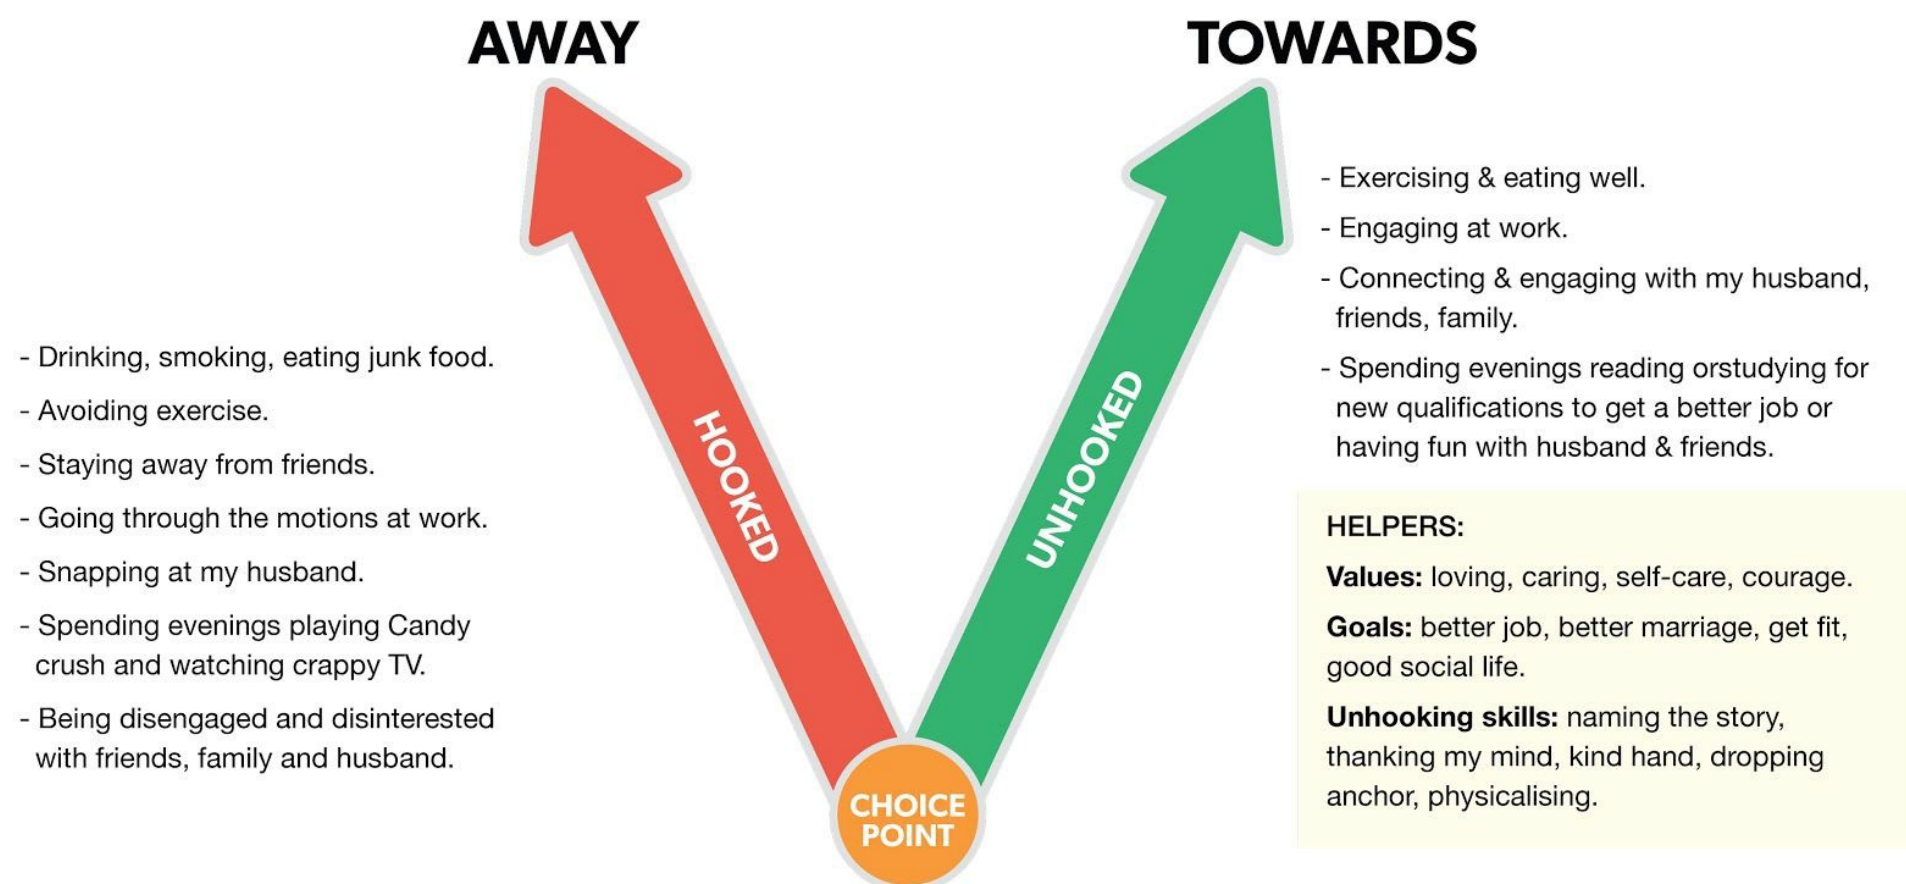 AWAY
TOWARDS
- Drinking, smoking, eating junk food.
- Avoiding exercise.
- Staying away from friends.
- Going through the motions at work.
- Snapping at my husband.
- Spending evenings playing Candy
crush and watching crappy TV.
- Being disengaged and disinterested
with friends, family and husband.
HOOKED
UNHOOKED
CHOICE
POINT
- Exercising & eating well.
- Engaging at work.
- Connecting & engaging with my husband,
friends, family.
- Spending evenings reading orstudying for
new qualifications to get a better job or
having fun with husband & friends.
HELPERS:
Values: loving, caring, self-care, courage.
Goals: better job, better marriage, get fit,
good social life.
Unhooking skills: naming the story,
thanking my mind, kind hand, dropping
anchor, physicalising.